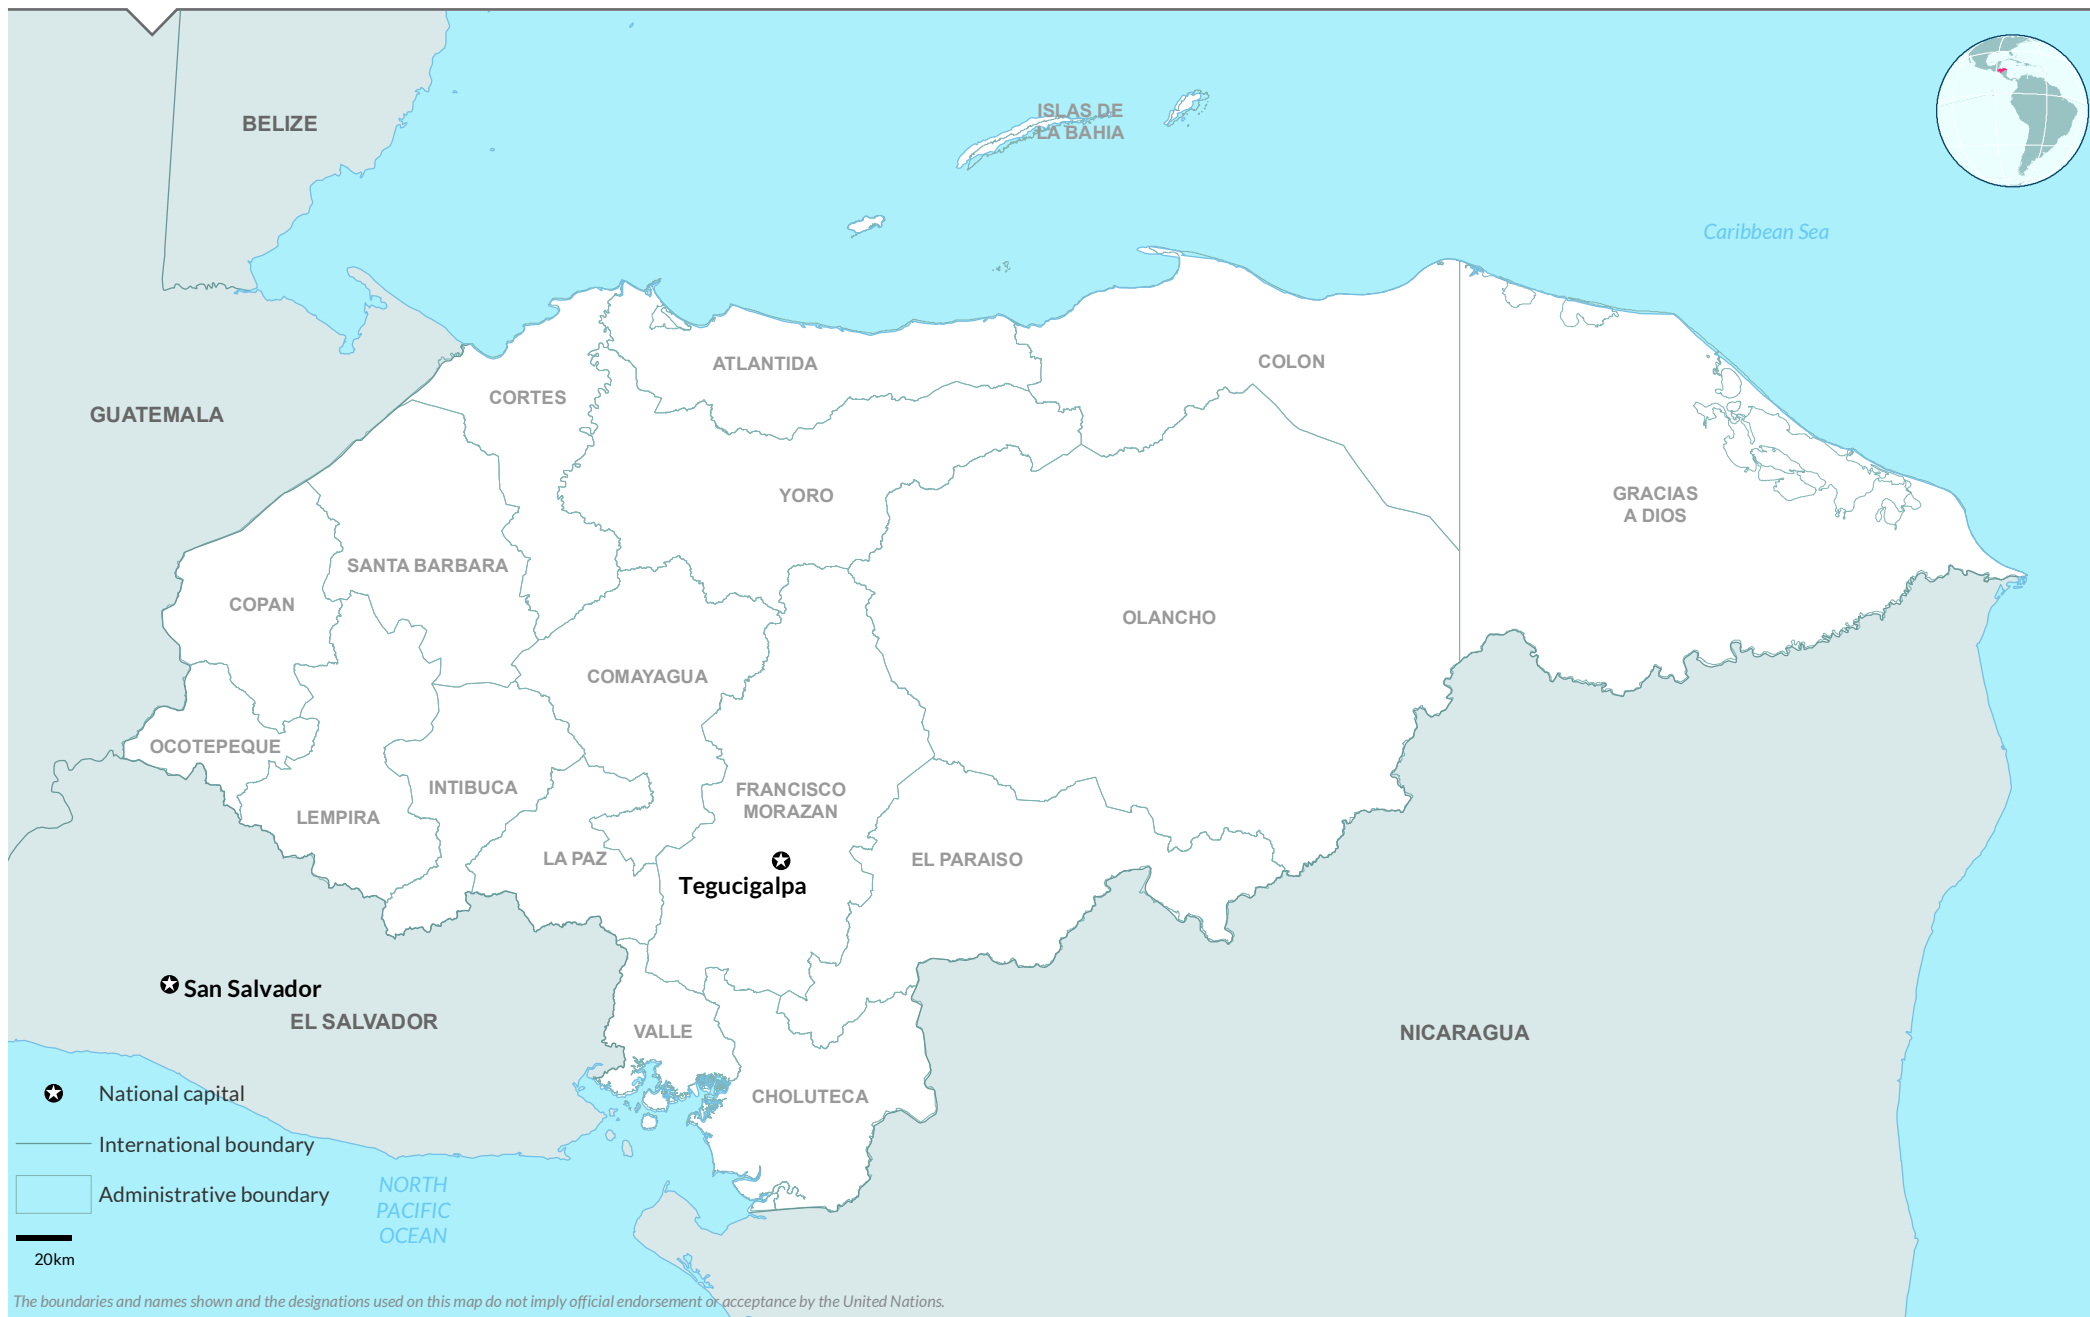 BELIZE
ISLAS DE
LA BAHIA
Caribbean Sea
ATLANTIDA
COLON
CORTES
GUATEMALA
YORO
GRACIAS
A DIOS
SANTA BARBARA
COPAN
OLANCHO
COMAYAGUA
OCOTEPEQUE
INTIBUCA
FRANCISCO
MORAZAN
LEMPIRA
LA PAZ
EL PARAISO
Tegucigalpa
San Salvador
EL SALVADOR
VALLE
NICARAGUA
CHOLUTECA
National capital
International boundary
Administrative boundary
NORTH
PACIFIC
OCEAN
20km
The boundaries and names shown and the designations used on this map do not imply official endorsement or acceptance by the United Nations.